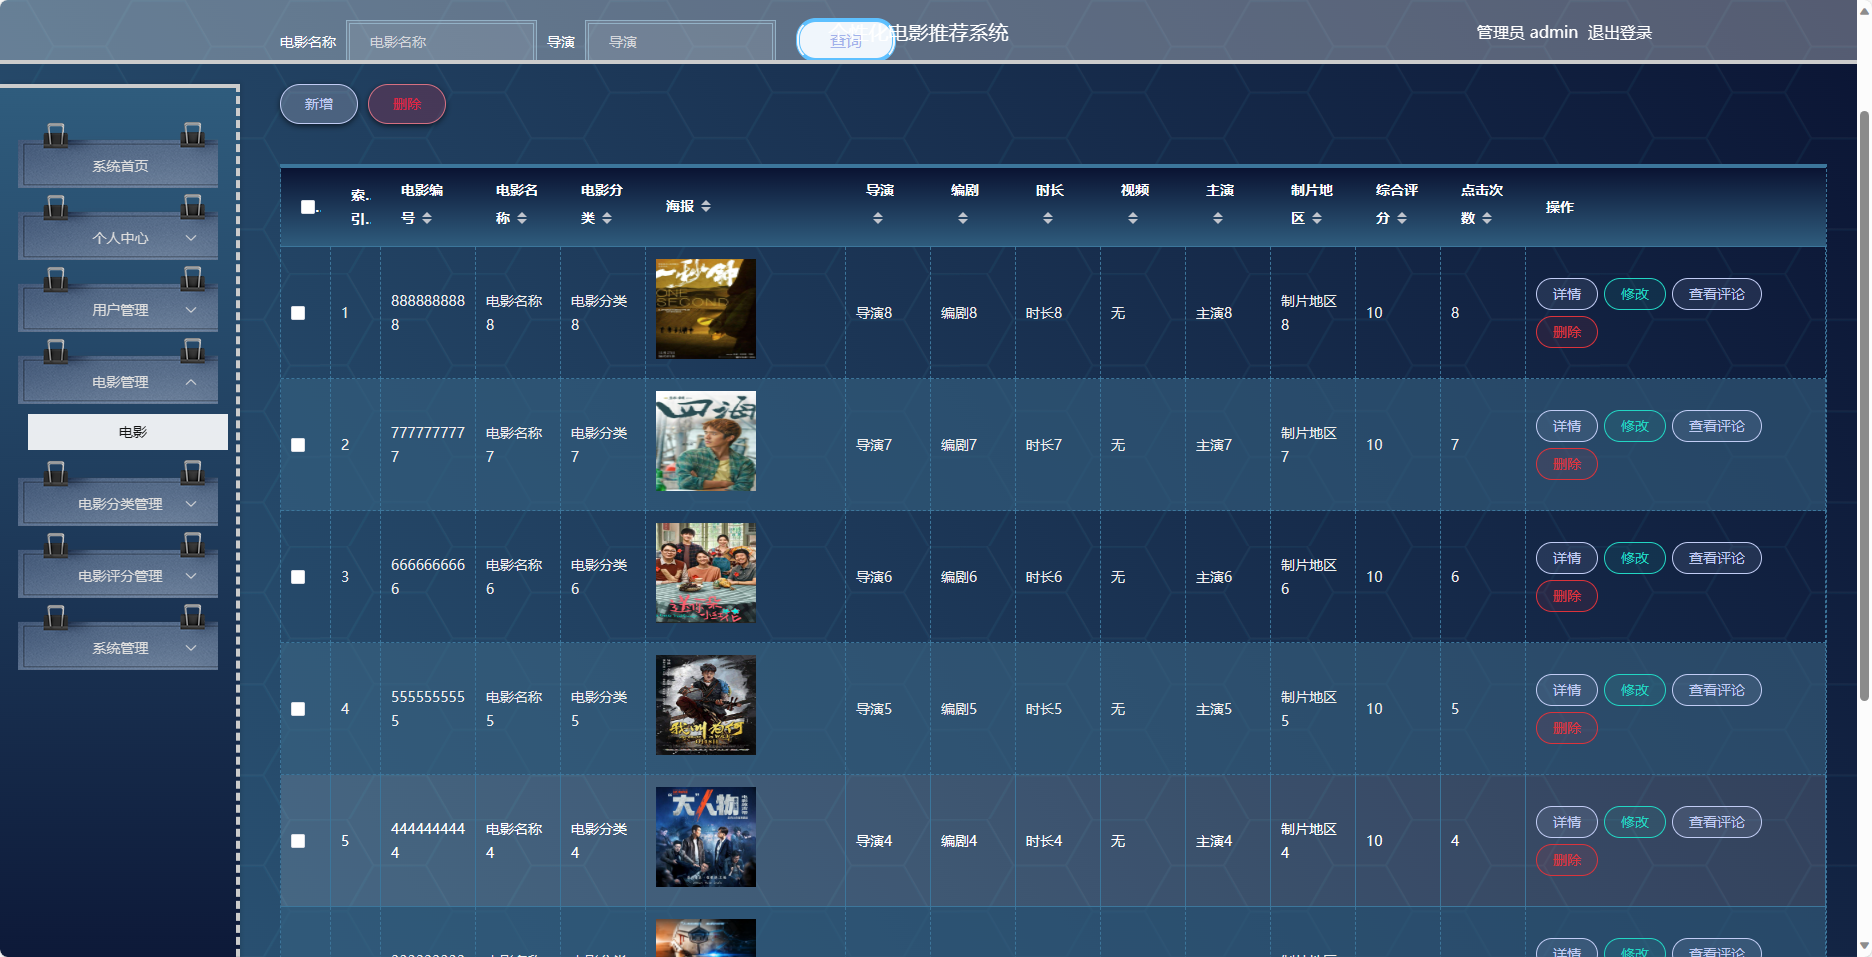 个性化电影推荐系统
管理员 admin 退出登录
电影名称 电影名称 导演 导演 查询
新增 删除
系统首页
个人中心
用户管理
电影管理
电影
电影分类管理
电影评分管理
系统管理
索引 电影编号 电影名称 电影分类 海报 导演 编剧 时长 视频 主演 制片地区 综合评分 点击次数 操作
1 888888888
8 电影名称
8 电影分类
8 导演8 编剧8 时长8 无 主演8 制片地区
8 10 8 详情 修改 查看评论
删除
一秒钟
ONE
SECOND
2 777777777
7 电影名称
7 电影分类
7 导演7 编剧7 时长7 无 主演7 制片地区
7 10 7 详情 修改 查看评论
删除
四海
3 666666666
6 电影名称
6 电影分类
6 导演6 编剧6 时长6 无 主演6 制片地区
6 10 6 详情 修改 查看评论
删除
4 555555555
5 电影名称
5 电影分类
5 导演5 编剧5 时长5 无 主演5 制片地区
5 10 5 详情 修改 查看评论
删除
5 444444444
4 电影名称
4 电影分类
4 导演4 编剧4 时长4 无 主演4 制片地区
4 10 4 详情 修改 查看评论
删除
“大”人物
详情 修改 查看评论